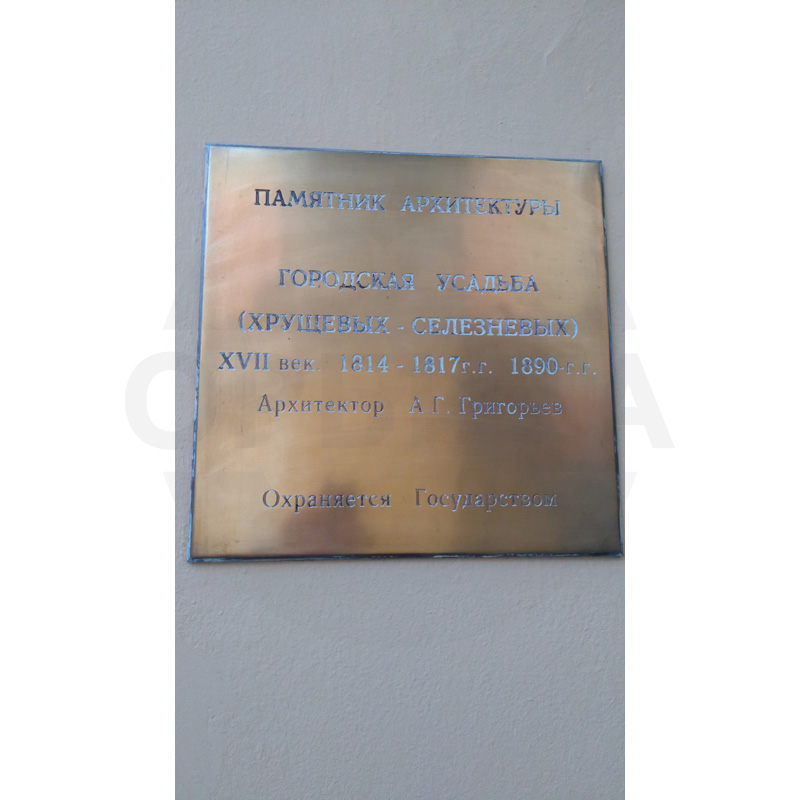 ПАМЯТНИК АРХИТЕКТУРЫ
ГОРОДСКАЯ УСАДЬБА
(ХРУЩЕВЫХ - СЕЛЕЗНЕВЫХ)
XVII век. 1814 - 1817г.г. 1890-г.г.
Архитектор А.Г. Григорьев
Охраняется Государством